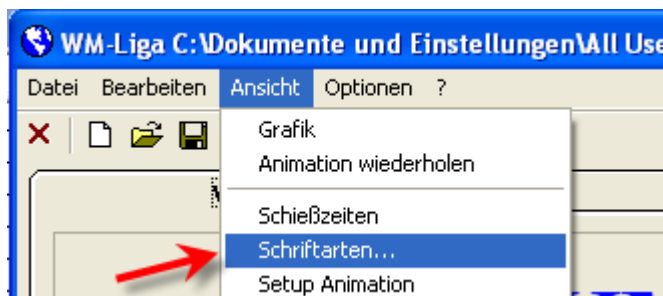 WM-Liga C:\Dokumente und Einstellungen\All Use
Datei Bearbeiten Ansicht Optionen ?
Grafik
Animation wiederholen
Schießzeiten
Schriftarten...
Setup Animation